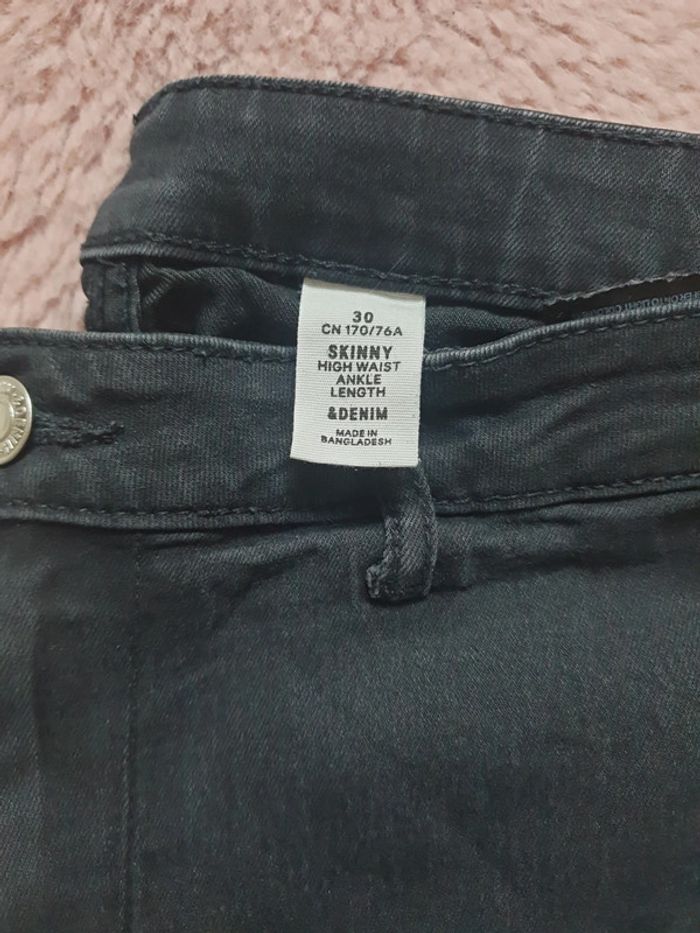 30
CN 170/76A
SKINNY
HIGH WAIST
ANKLE
LENGTH
&DENIM
MADE IN
BANGLADESH